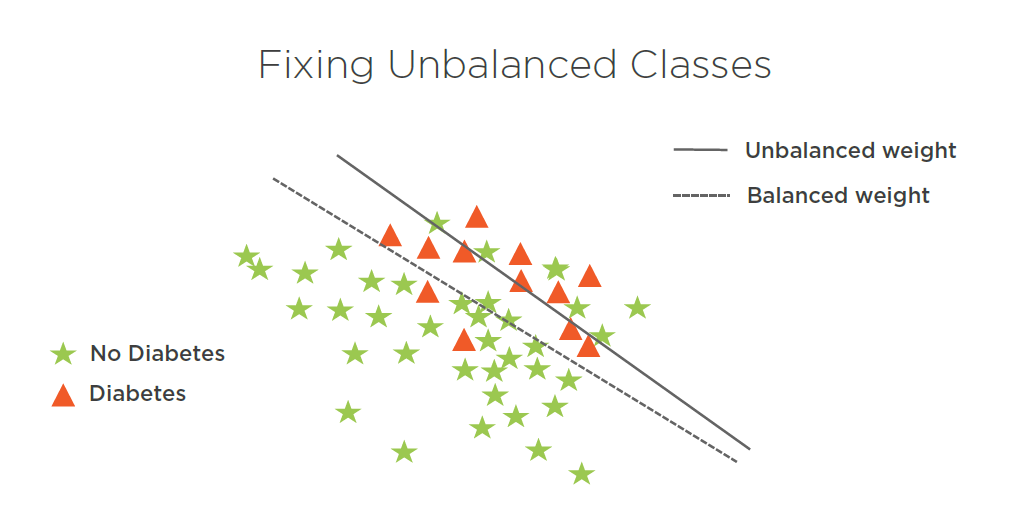 Fixing Unbalanced Classes
Unbalanced weight
Balanced weight
No Diabetes
Diabetes